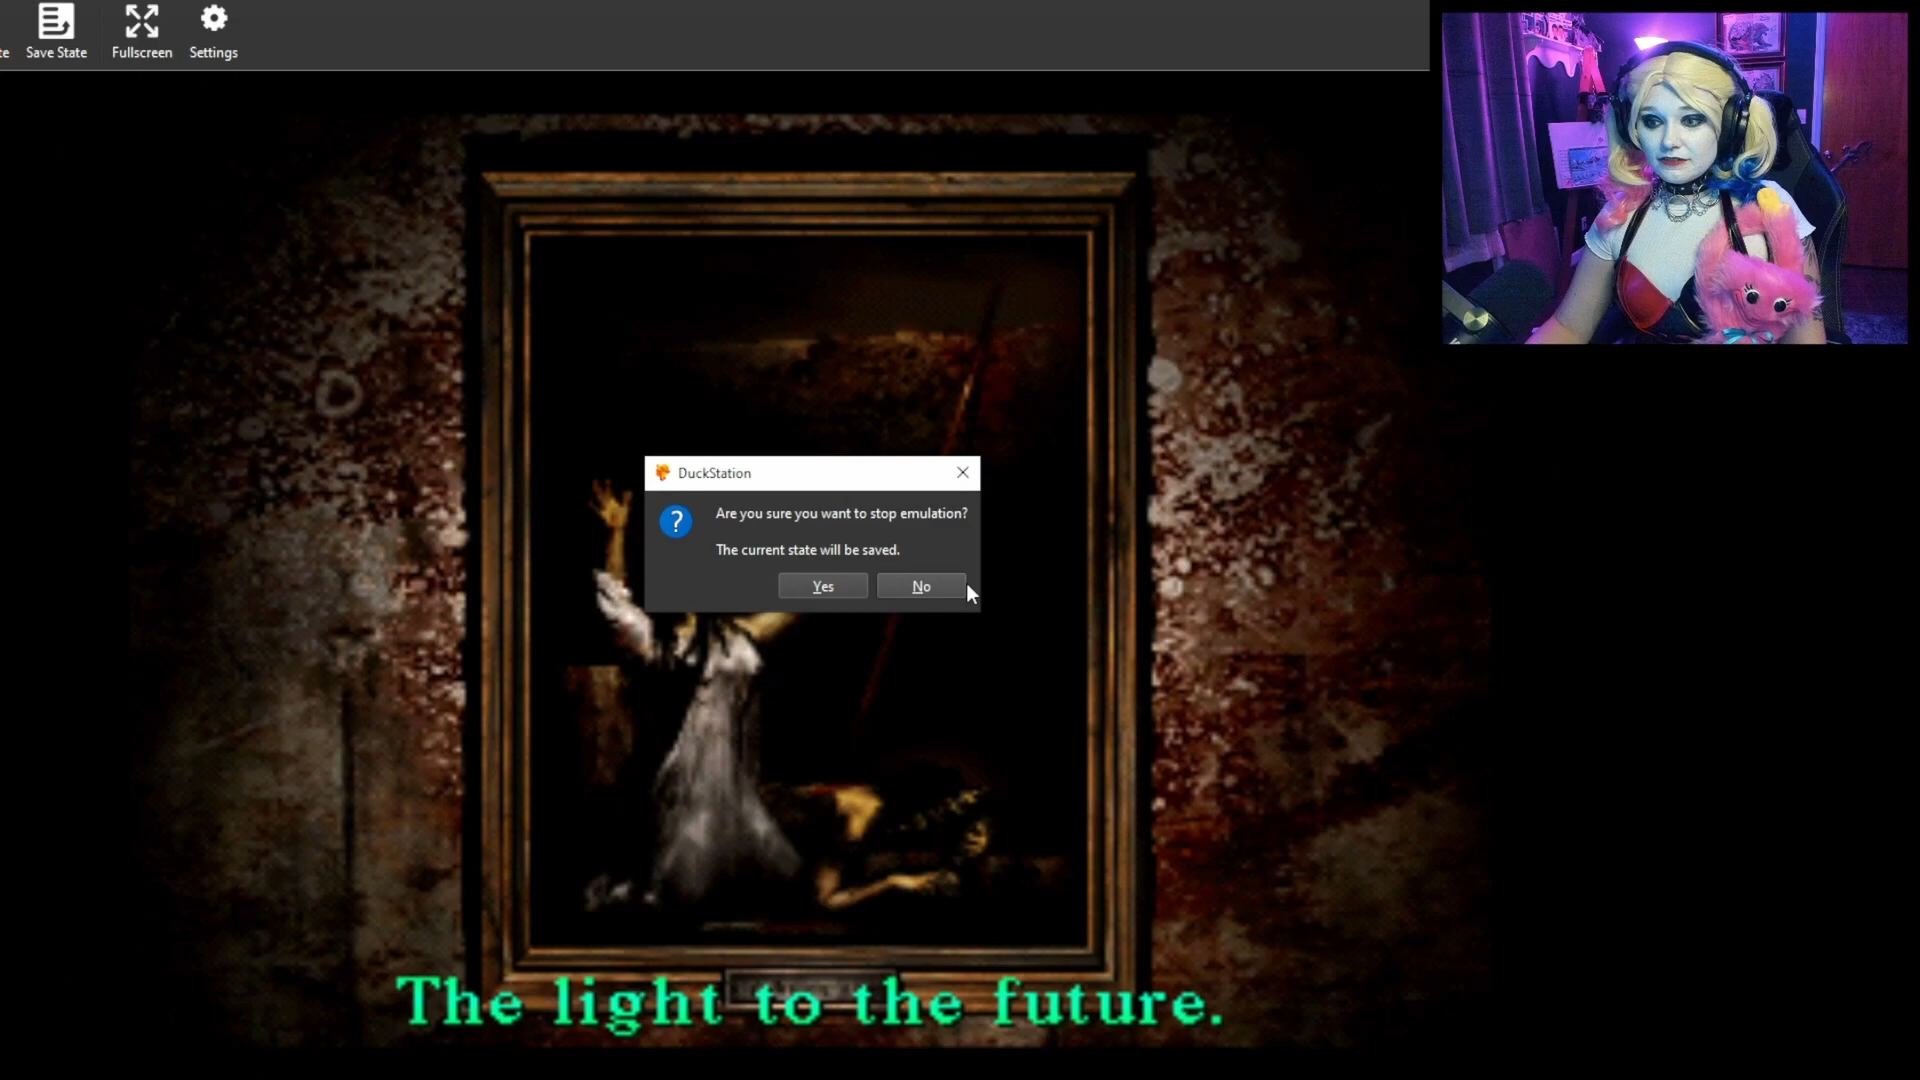 Save State
Fullscreen
Settings
DuckStation
?
Are you sure you want to stop emulation?
The current state will be saved.
Yes
No
The light to the future.